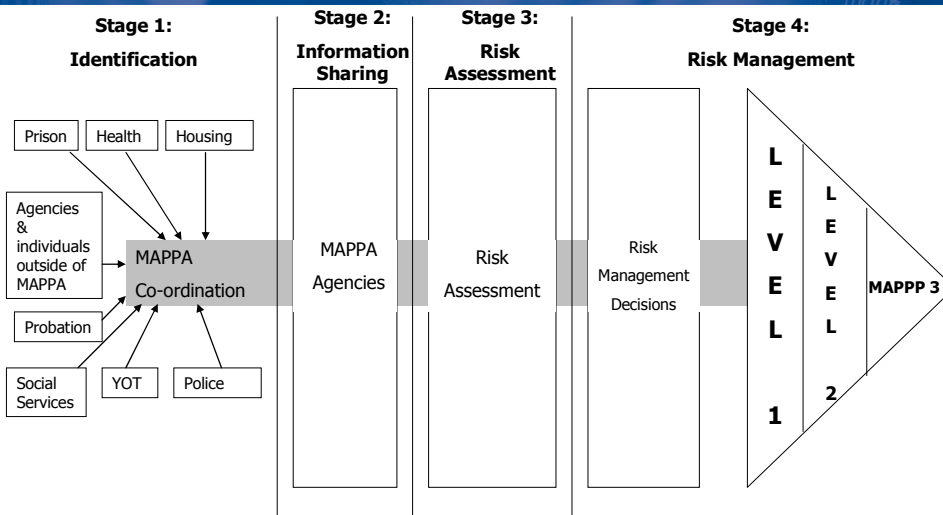 Stage 1:
Identification
Stage 2:
Information
Sharing
Stage 3:
Risk
Assessment
Stage 4:
Risk Management
Prison
Health
Housing
Agencies
&
individuals
outside of
MAPPA
Probation
Social
Services
YOT
Police
MAPPA
Co-ordination
MAPPA
Agencies
Risk
Assessment
Risk
Management
Decisions
L
E
V
E
L
1
L
E
V
E
L
2
MAPPP 3